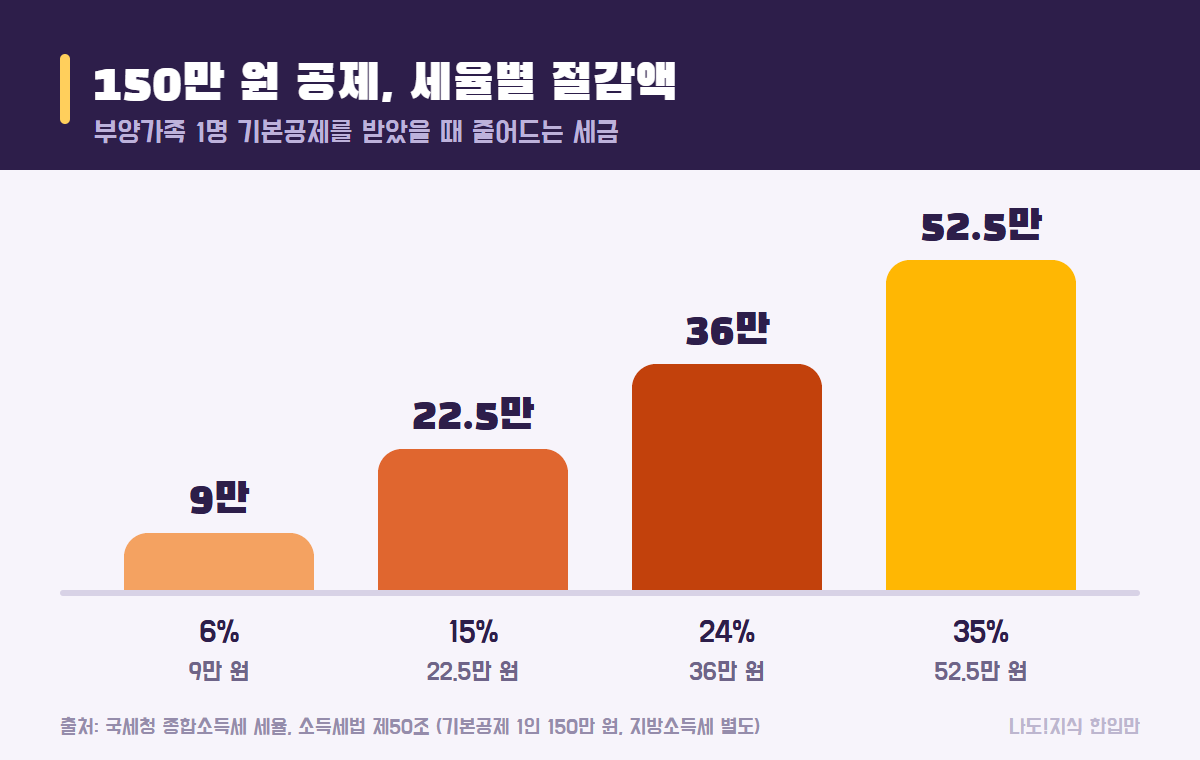 150만 원 공제, 세율별 절감액
부양가족 1명 기본공제를 받았을 때 줄어드는 세금
9만
22.5만
36만
52.5만
6%
15%
24%
35%
9만 원
22.5만 원
36만 원
52.5만 원
출처: 국세청 종합소득세 세율, 소득세법 제50조 (기본공제 1인 150만 원, 지방소득세 별도)
나도!지식 한입만